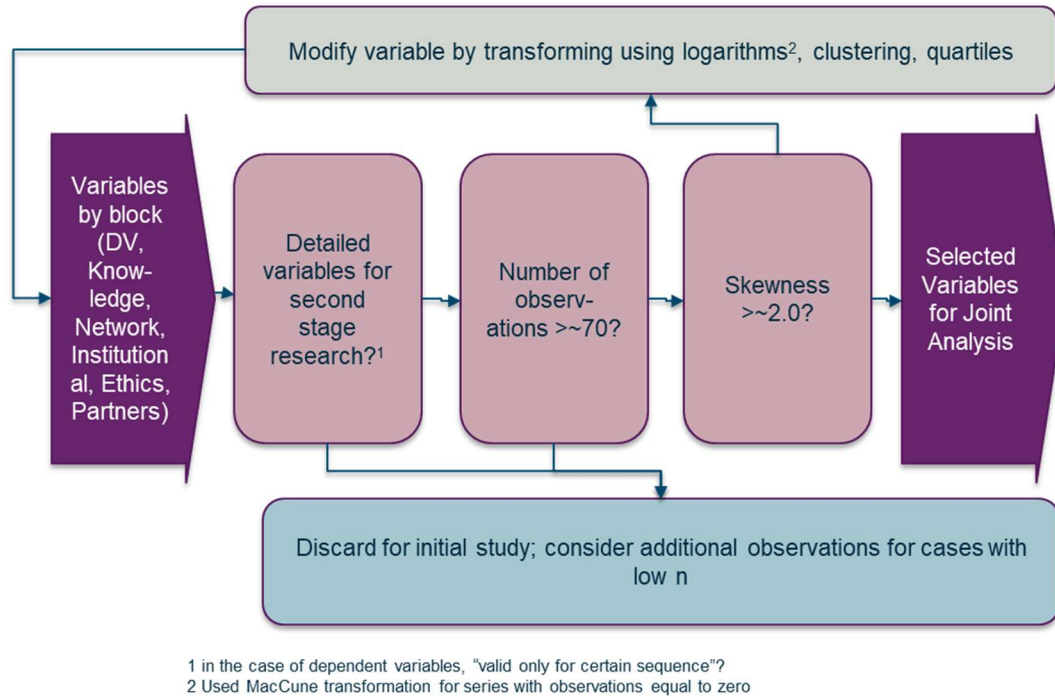 Modify variable by transforming using logarithms², clustering, quartiles
Variables
by block
(DV,
Know-
ledge,
Network,
Institution
al, Ethics,
Partners)
Detailed
variables for
second
stage
research?¹
Number of
observ-
ations >~70?
Skewness
>~2.0?
Selected
Variables
for Joint
Analysis
Discard for initial study; consider additional observations for cases with
low n
1 in the case of dependent variables, “valid only for certain sequence”?
2 Used MacCune transformation for series with observations equal to zero